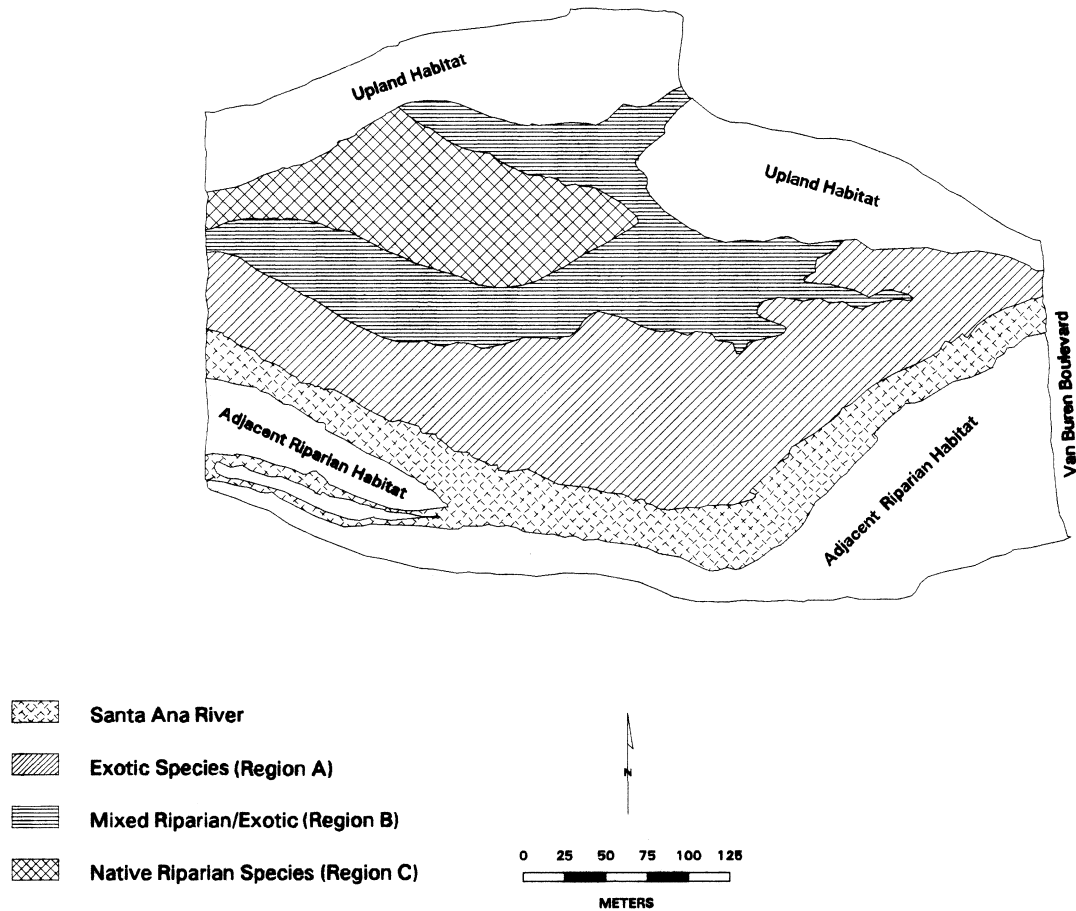 Upland Habitat
Upland Habitat
Adjacent Riparian Habitat
Adjacent Riparian Habitat
Van Buren Boulevard
Santa Ana River
Exotic Species (Region A)
Mixed Riparian/Exotic (Region B)
Native Riparian Species (Region C)
N
0 25 50 75 100 125
METERS